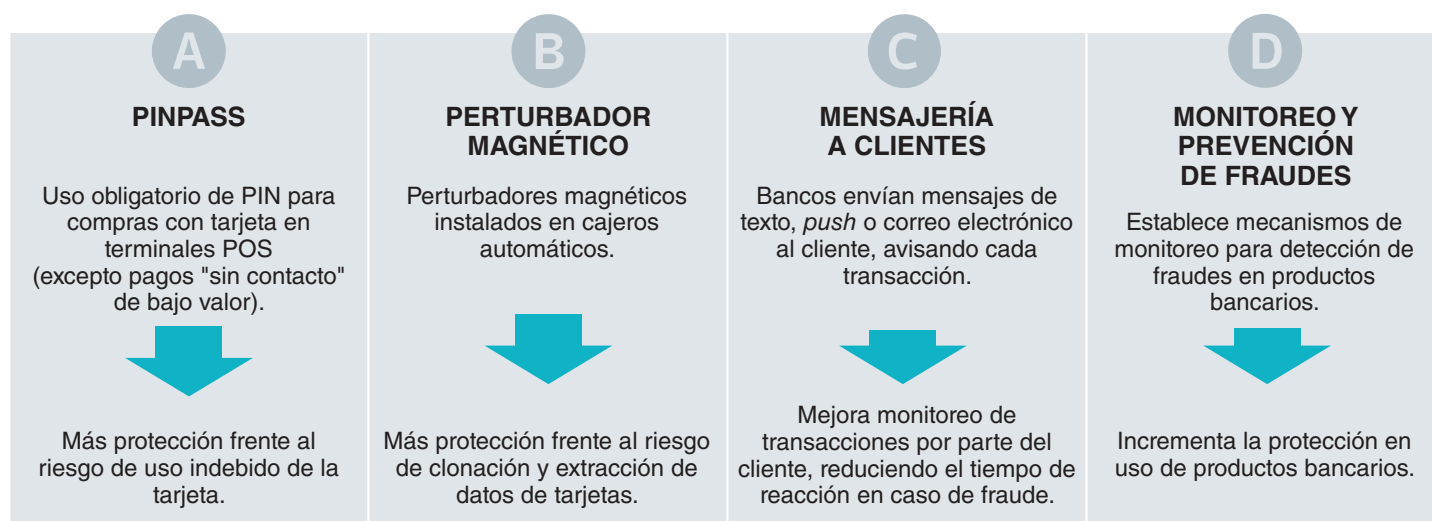 A
PINPASS
Uso obligatorio de PIN para
compras con tarjeta en
terminales POS
(excepto pagos "sin contacto"
de bajo valor).
Más protección frente al
riesgo de uso indebido de la
tarjeta.
B
PERTURBADOR
MAGNÉTICO
Perturbadores magnéticos
instalados en cajeros
automáticos.
Más protección frente al riesgo
de clonación y extracción de
datos de tarjetas.
C
MENSAJERÍA
A CLIENTES
Bancos envían mensajes de
texto, push o correo electrónico
al cliente, avisando cada
transacción.
Mejora monitoreo de
transacciones por parte del
cliente, reduciendo el tiempo de
reacción en caso de fraude.
D
MONITOREO Y
PREVENCIÓN
DE FRAUDES
Establece mecanismos de
monitoreo para detección de
fraudes en productos
bancarios.
Incrementa la protección en
uso de productos bancarios.